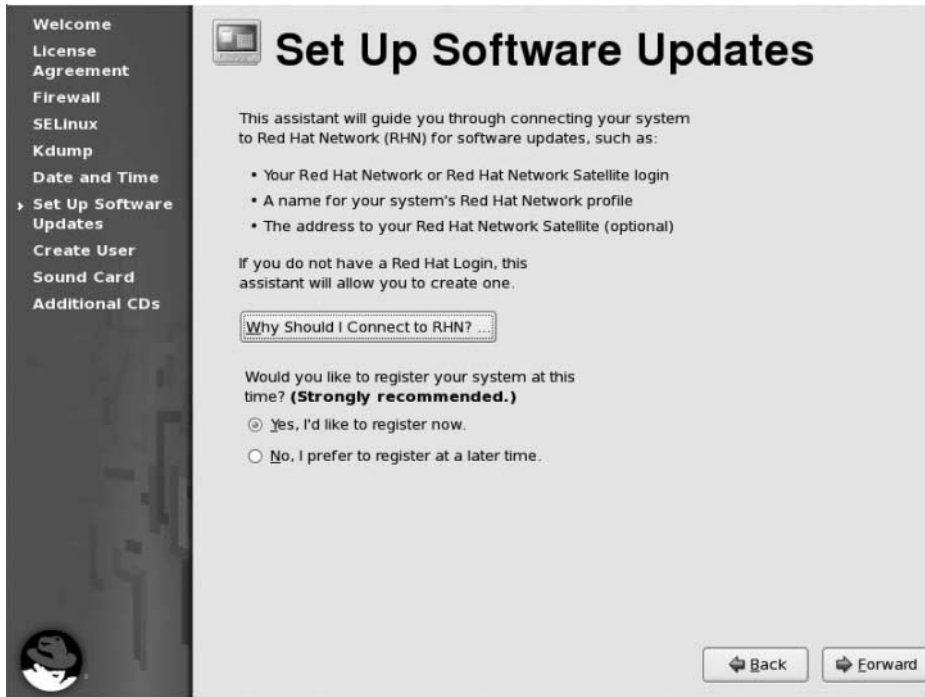 Welcome
License
Agreement
Firewall
SELinux
Kdump
Date and Time
Set Up Software
Updates
Create User
Sound Card
Additional CDs
Set Up Software Updates
This assistant will guide you through connecting your system
to Red Hat Network (RHN) for software updates, such as:
• Your Red Hat Network or Red Hat Network Satellite login
• A name for your system's Red Hat Network profile
• The address to your Red Hat Network Satellite (optional)
If you do not have a Red Hat Login, this
assistant will allow you to create one.
Why Should I Connect to RHN? ...
Would you like to register your system at this
time? (Strongly recommended.)
Yes, I'd like to register now.
No, I prefer to register at a later time.
Back
Forward